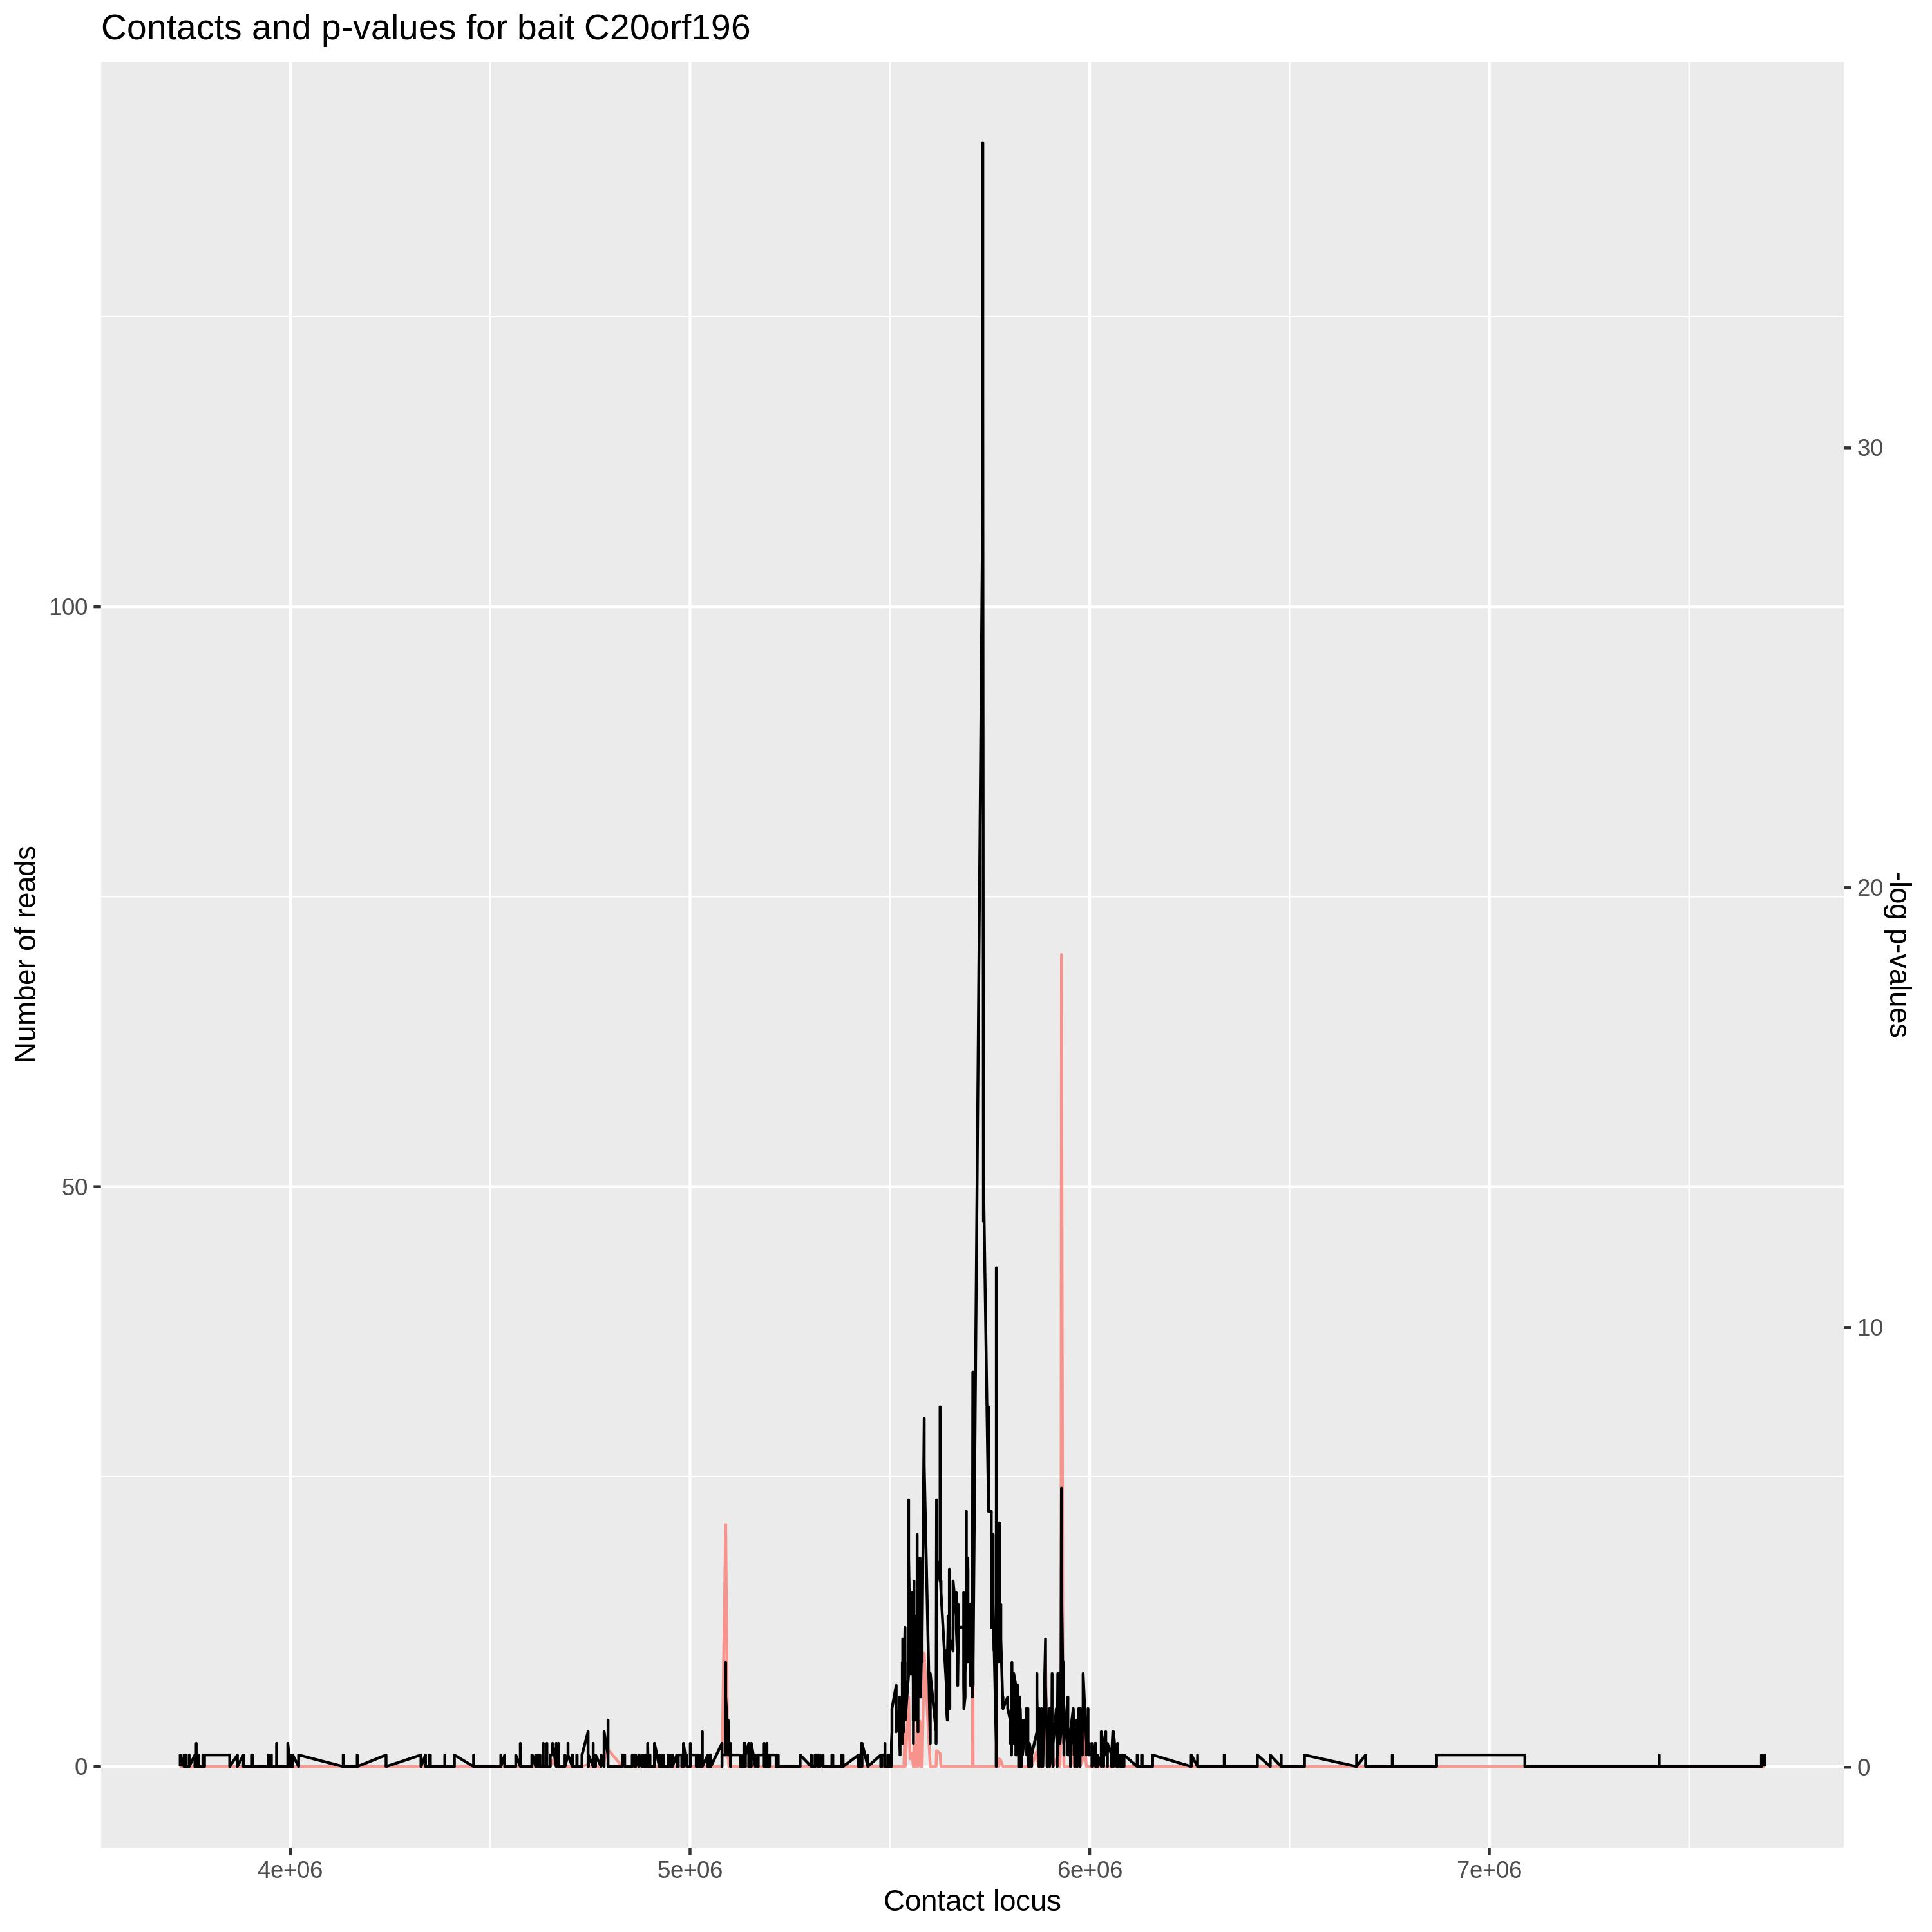 Contacts and p-values for bait C20orf196
Number of reads
100
50
0
30
20
10
0
-log p-values
4e+06 5e+06 6e+06 7e+06
Contact locus